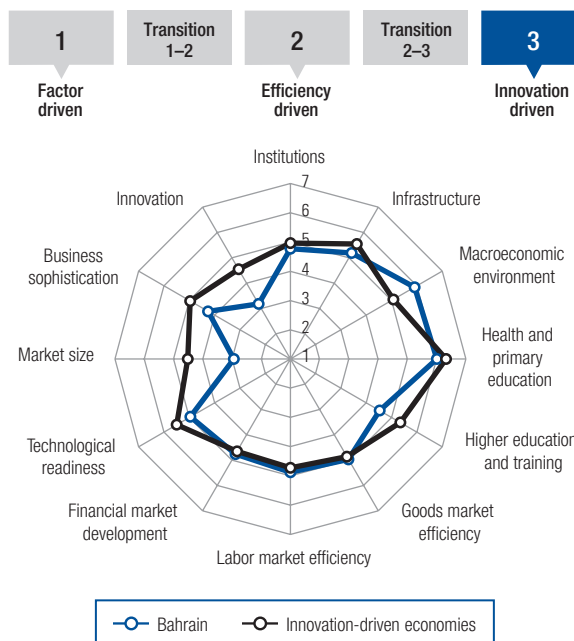 1
Transition
1–2
2
Transition
2–3
3
Factor
driven
Efficiency
driven
Innovation
driven
Institutions
7
Innovation
Infrastructure
6
Business
sophistication
5
Macroeconomic
environment
4
3
2
Market size
1
Health and
primary
education
Technological
readiness
Higher education
and training
Financial market
development
Goods market
efficiency
Labor market efficiency
Bahrain
Innovation-driven economies